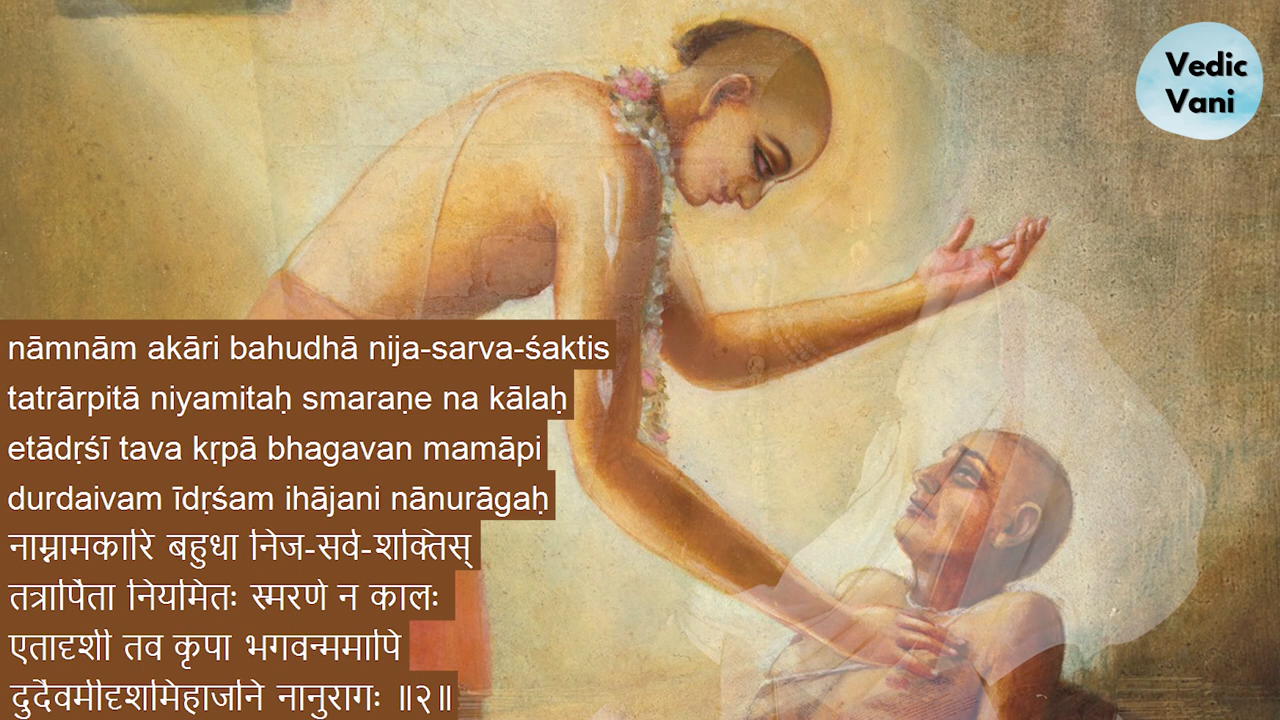 Vedic
Vani
nāmnām akāri bahudhā nija-sarva-śaktis
tatrārpitā niyamitaḥ smaraṇe na kālaḥ
etādṛśī tava kṛpā bhagavan mamāpi
durdaivam īdṛśam ihājani nānurāgaḥ
नाम्नामकारि बहुधा निज-सर्व-शक्तिस्
तत्रार्पिता नियमितः स्मरणे न कालः
एतादृशी तव कृपा भगवन्ममापि
दुर्दैवमीदृशमिहाजनि नानुरागः ॥२॥